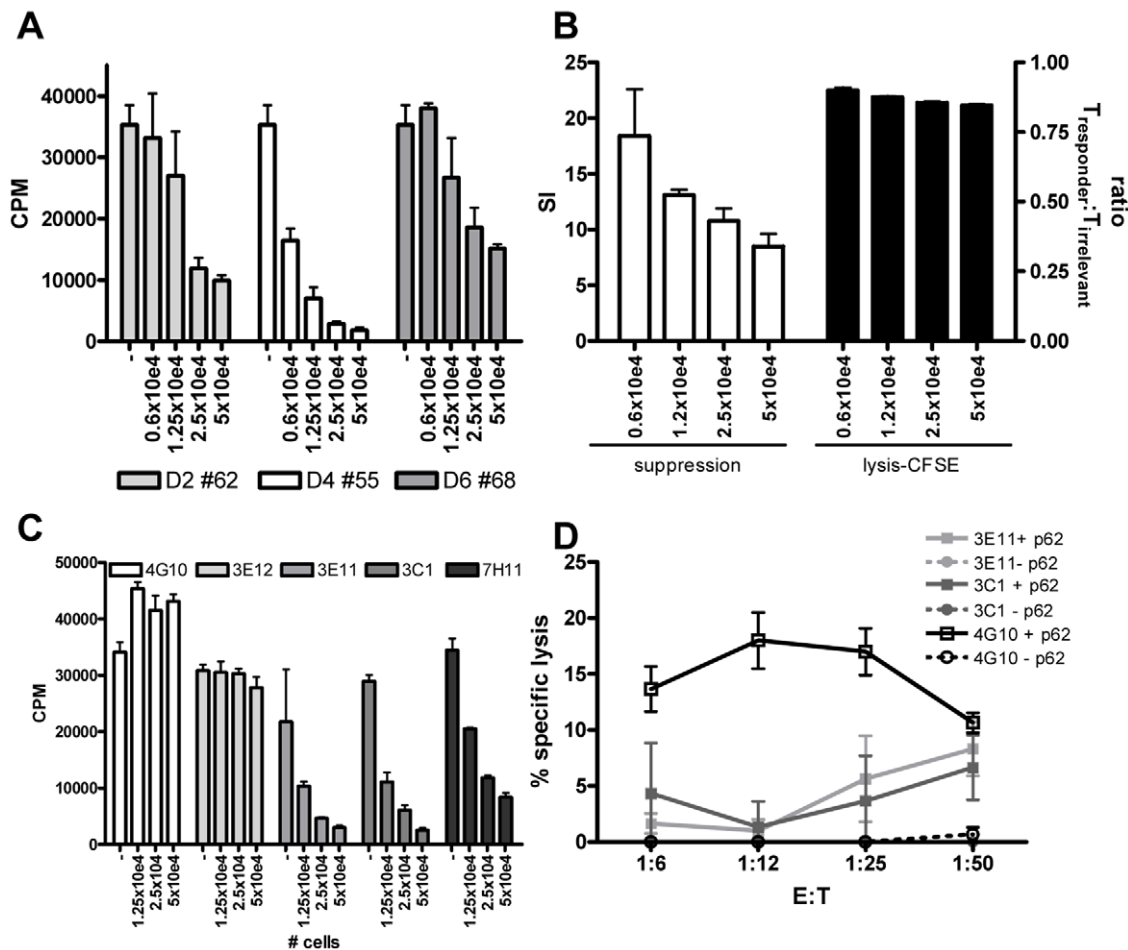 A
CPM
40000
30000
20000
10000
0
-
0.6x10e4
1.25x10e4
2.5x10e4
5x10e4
-
0.6x10e4
1.25x10e4
2.5x10e4
5x10e4
-
0.6x10e4
1.25x10e4
2.5x10e4
5x10e4
D2 #62 D4 #55 D6 #68
B
SI
25
20
15
10
5
0
1.00
0.75
0.50
0.25
0.00
ratio
Tresponder:Tirrelevant
0.6x10e4
1.2x10e4
2.5x10e4
5x10e4
0.6x10e4
1.2x10e4
2.5x10e4
5x10e4
suppression
lysis-CFSE
C
CPM
50000
40000
30000
20000
10000
0
4G10 3E12 3E11 3C1 7H11
-
1.25x10e4
2.5x104
5x10e4
-
1.25x10e4
2.5x104
5x10e4
-
1.25x10e4
2.5x104
5x10e4
-
1.25x10e4
2.5x104
5x10e4
-
1.25x10e4
2.5x104
5x10e4
# cells
D
% specific lysis
25
20
15
10
5
0
1:6 1:12 1:25 1:50
E:T
3E11+ p62
3E11- p62
3C1 + p62
3C1 - p62
4G10 + p62
4G10 - p62